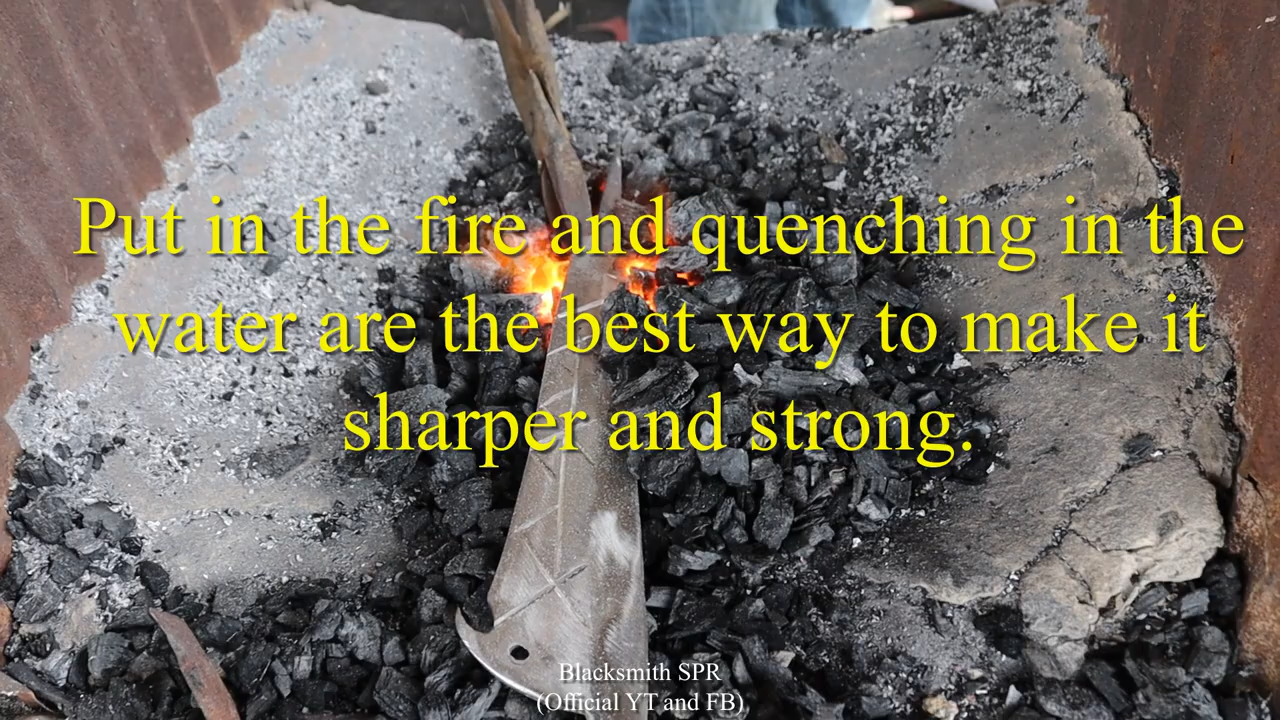 Put in the fire and quenching in the
water are the best way to make it
sharper and strong.
Blacksmith SPR
(Official YT and FB)